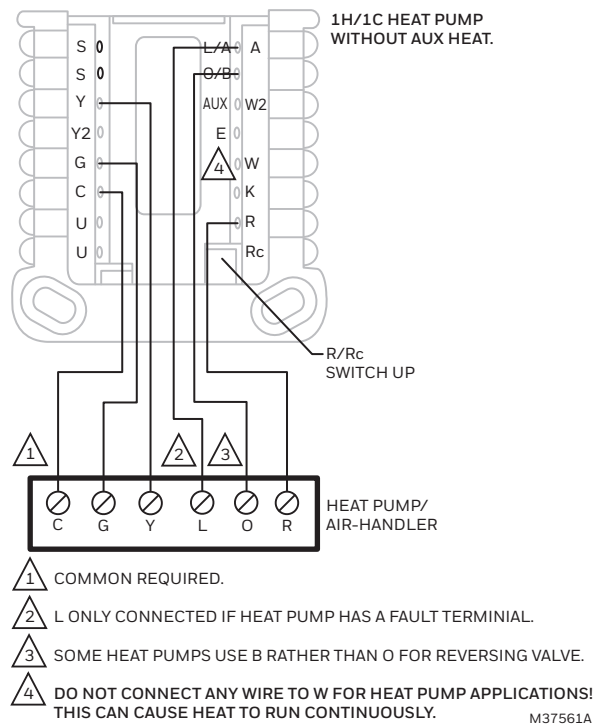 1H/1C HEAT PUMP
WITHOUT AUX HEAT.
S
S
Y
Y2
G
C
U
U
L/A A
O/B
AUX W2
E
4 W
K
R
Rc
R/Rc
SWITCH UP
1
2
3
C G Y L O R
HEAT PUMP/
AIR-HANDLER
1 COMMON REQUIRED.
2 L ONLY CONNECTED IF HEAT PUMP HAS A FAULT TERMINIAL.
3 SOME HEAT PUMPS USE B RATHER THAN O FOR REVERSING VALVE.
4 DO NOT CONNECT ANY WIRE TO W FOR HEAT PUMP APPLICATIONS!
THIS CAN CAUSE HEAT TO RUN CONTINUOUSLY.
M37561A